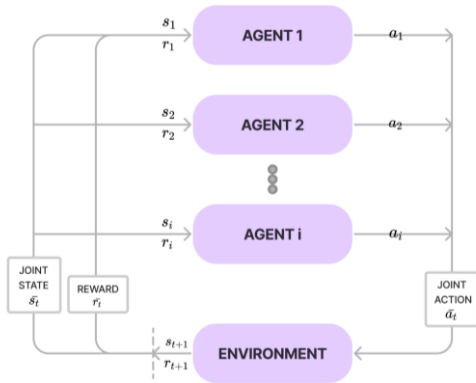 s₁
r₁
AGENT 1
a₁
s₂
r₂
AGENT 2
a₂
sᵢ
rᵢ
AGENT i
aᵢ
JOINT
STATE
s̄ₜ
REWARD
r̄ₜ
JOINT
ACTION
āₜ
sₜ₊₁
rₜ₊₁
ENVIRONMENT